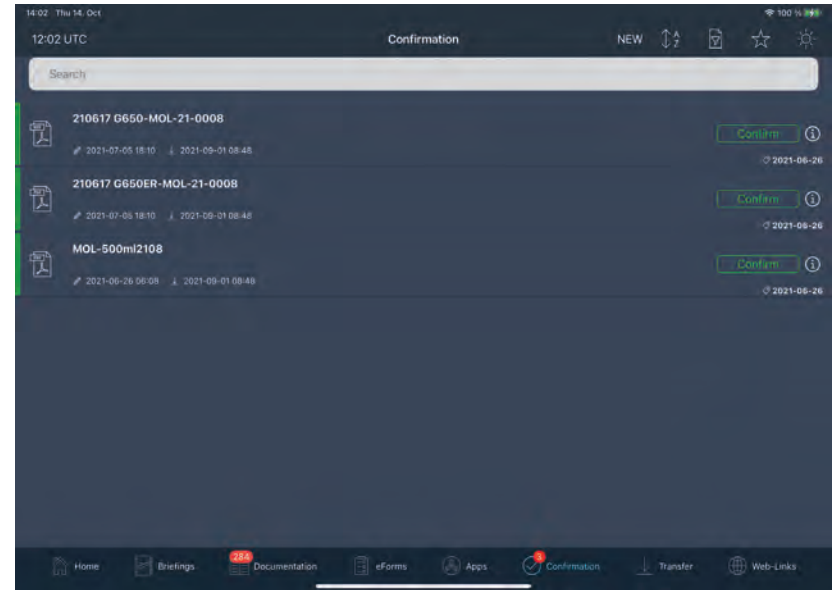 14:02 Thu 14. Oct 100 %
12:02 UTC Confirmation NEW
Search
210617 G650-MOL-21-0008
2021-07-05 18:10 2021-09-01 08:48
Confirm
2021-06-26
210617 G650ER-MOL-21-0008
2021-07-05 18:10 2021-09-01 08:48
Confirm
2021-06-26
MOL-500ml2108
2021-06-26 06:08 2021-09-01 08:48
Confirm
2021-06-26
Home Briefings 284 Documentation eForms Apps 3 Confirmation Transfer Web-Links